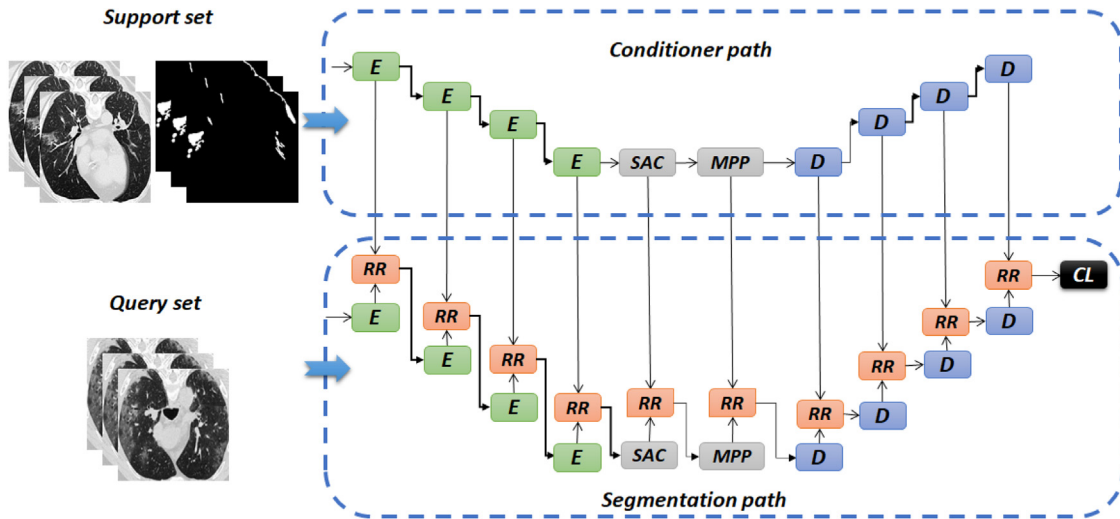 Support set
Conditioner path
E
E
E
E
SAC
MPP
D
D
D
D
Query set
RR
RR
RR
RR
RR
RR
RR
RR
RR
RR
CL
E
E
E
E
SAC
MPP
D
D
D
D
Segmentation path